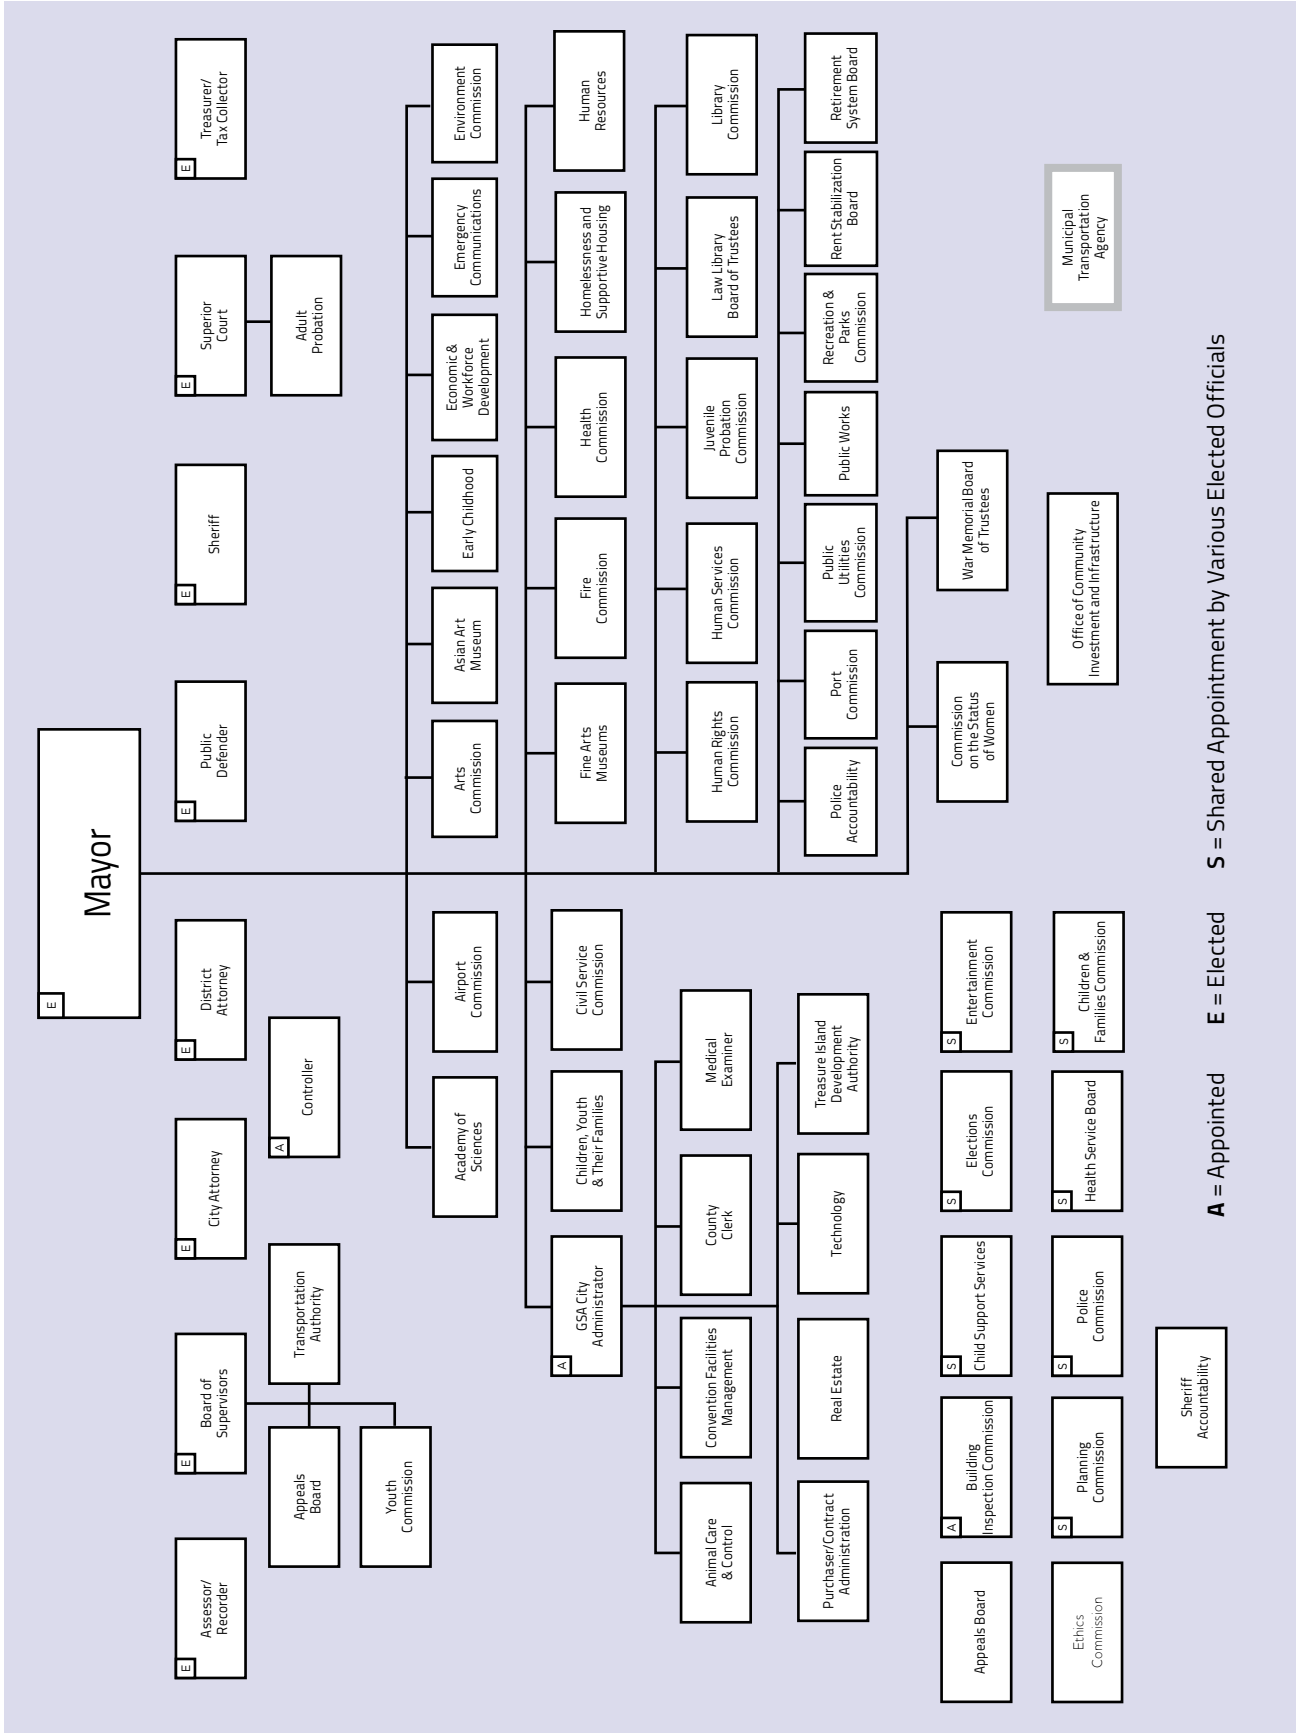 E
Mayor
E
Assessor/
Recorder
E
Board of
Supervisors
E
City Attorney
E
District
Attorney
E
Public
Defender
E
Sheriff
E
Superior
Court
E
Treasurer/
Tax Collector
Appeals
Board
Transportation
Authority
A
Controller
Adult
Probation
Youth
Commission
Academy of
Sciences
Airport
Commission
Arts
Commission
Asian Art
Museum
Early Childhood
Economic &
Workforce
Development
Emergency
Communications
Environment
Commission
A
GSA City
Administrator
Children, Youth
& Their Families
Civil Service
Commission
Fine Arts
Museums
Fire
Commission
Health
Commission
Homelessness and
Supportive Housing
Human
Resources
Animal Care
& Control
Convention Facilities
Management
County
Clerk
Medical
Examiner
Human Rights
Commission
Human Services
Commission
Juvenile
Probation
Commission
Law Library
Board of Trustees
Library
Commission
Purchaser/Contract
Administration
Real Estate
Technology
Treasure Island
Development
Authority
Police
Accountability
Port
Commission
Public
Utilities
Commission
Public Works
Recreation &
Parks
Commission
Rent Stabilization
Board
Retirement
System Board
Appeals Board
A
Building
Inspection Commission
S
Child Support Services
S
Elections
Commission
S
Entertainment
Commission
Commission
on the Status
of Women
War Memorial Board
of Trustees
Ethics
Commission
S
Planning
Commission
S
Police
Commission
S
Health Service Board
S
Children &
Families Commission
Office of Community
Investment and Infrastructure
Municipal
Transportation
Agency
Sheriff
Accountability
A = Appointed E = Elected S = Shared Appointment by Various Elected Officials